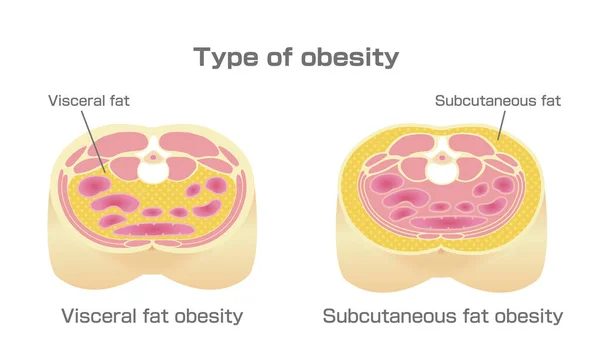 Type of obesity
Visceral fat
Subcutaneous fat
Visceral fat obesity
Subcutaneous fat obesity